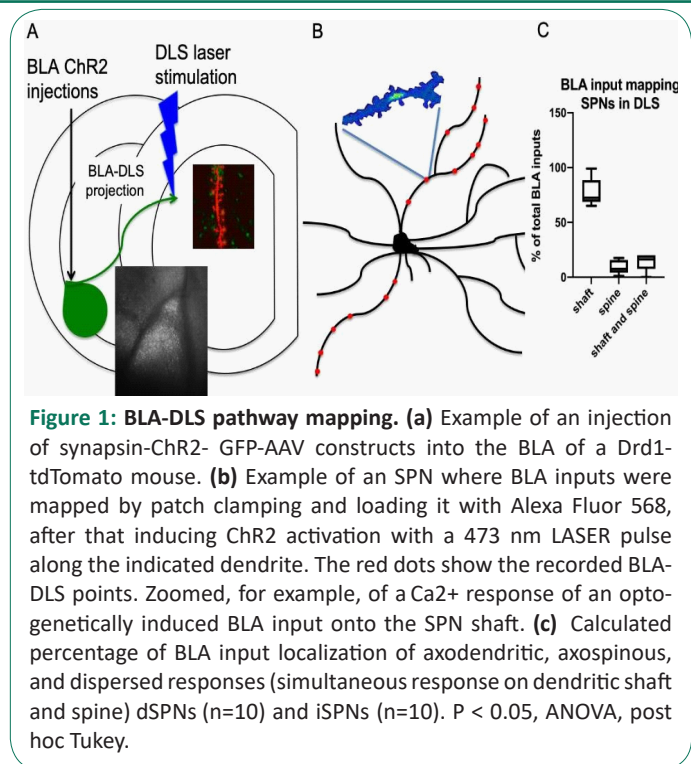 A
BLA ChR2
injections
DLS laser
stimulation
BLA-DLS
projection
B
C
BLA input mapping
SPNs in DLS
% of total BLA inputs
150
100
50
0
shaft
spine
shaft and spine
Figure 1: BLA-DLS pathway mapping. (a) Example of an injection
of synapsin-ChR2- GFP-AAV constructs into the BLA of a Drd1-
tdTomato mouse. (b) Example of an SPN where BLA inputs were
mapped by patch clamping and loading it with Alexa Fluor 568,
after that inducing ChR2 activation with a 473 nm LASER pulse
along the indicated dendrite. The red dots show the recorded BLA-
DLS points. Zoomed, for example, of a Ca2+ response of an opto-
genetically induced BLA input onto the SPN shaft. (c) Calculated
percentage of BLA input localization of axodendritic, axospinous,
and dispersed responses (simultaneous response on dendritic shaft
and spine) dSPNs (n=10) and iSPNs (n=10). P < 0.05, ANOVA, post
hoc Tukey.